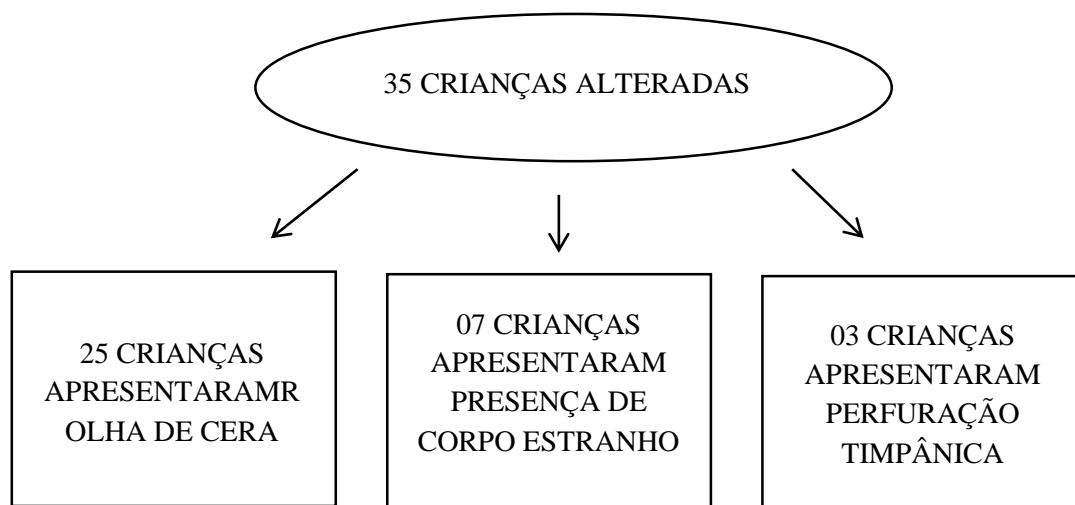 35 CRIANÇAS ALTERADAS
25 CRIANÇAS
APRESENTARAMR
OLHA DE CERA
07 CRIANÇAS
APRESENTARAM
PRESENÇA DE
CORPO ESTRANHO
03 CRIANÇAS
APRESENTARAM
PERFURAÇÃO
TIMPÂNICA